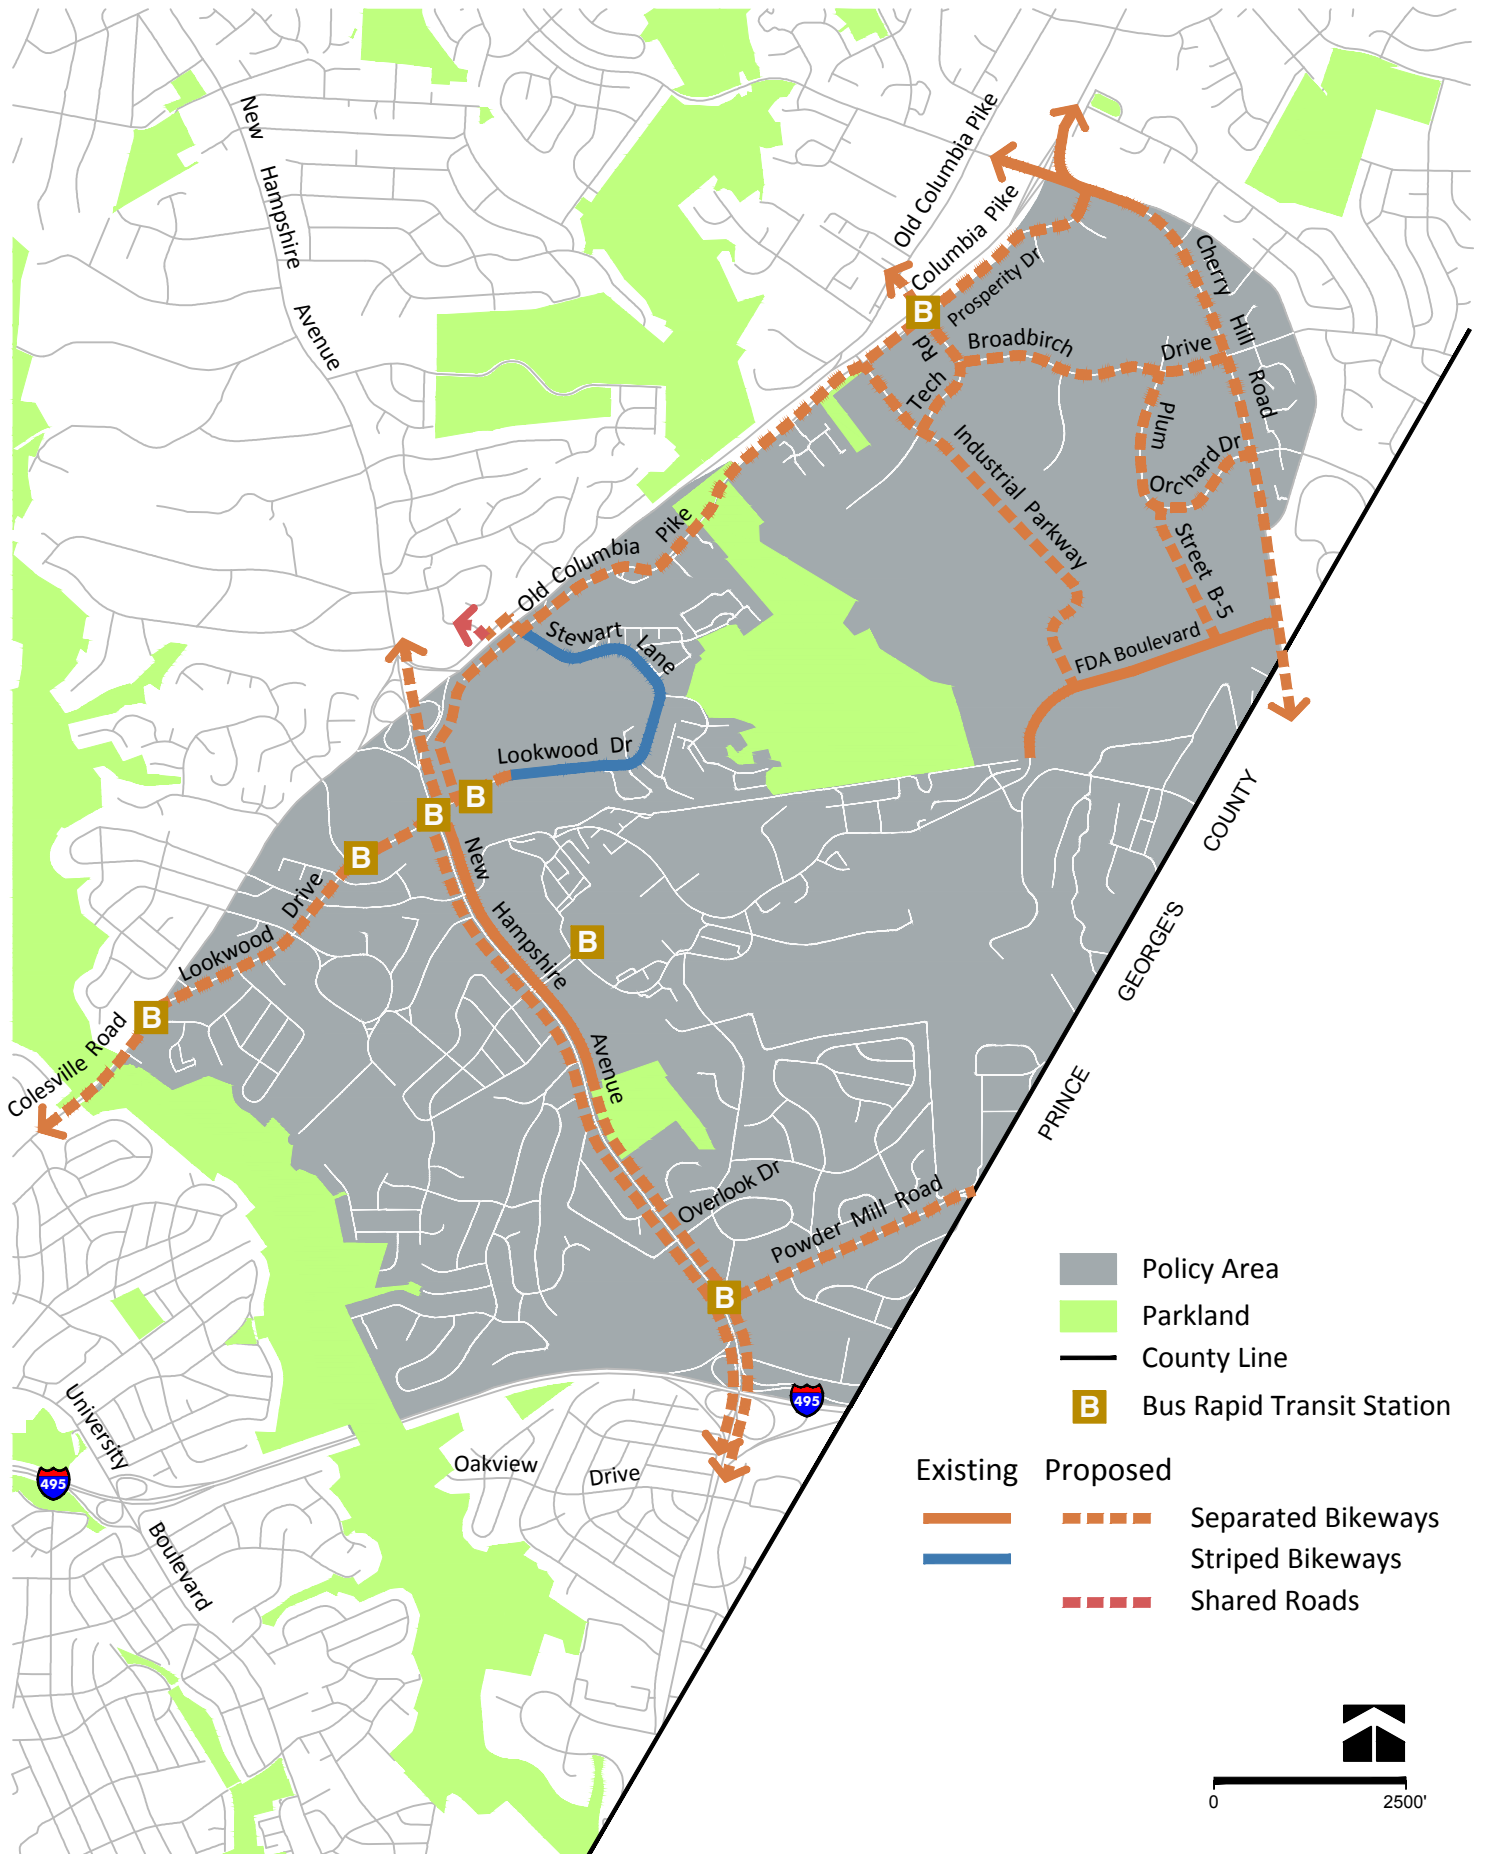 New Hampshire Avenue
Old Columbia Pike
Columbia Pike
Prosperity Dr
Cherry Hill Road
B
Tech Rd
Broadbirch Drive
Plum Orchard Dr
Industrial Parkway
Street B-5
FDA Boulevard
Old Columbia Pike
Stewart Lane
Lookwood Dr
B
B
B
New Hampshire Avenue
Lookwood Drive
B
B
Colesville Road
PRINCE GEORGE'S COUNTY
Overlook Dr
Powder Mill Road
B
495
University Boulevard
495
Oakview Drive
Policy Area
Parkland
County Line
B Bus Rapid Transit Station
Existing Proposed
Separated Bikeways
Striped Bikeways
Shared Roads
0 2500'